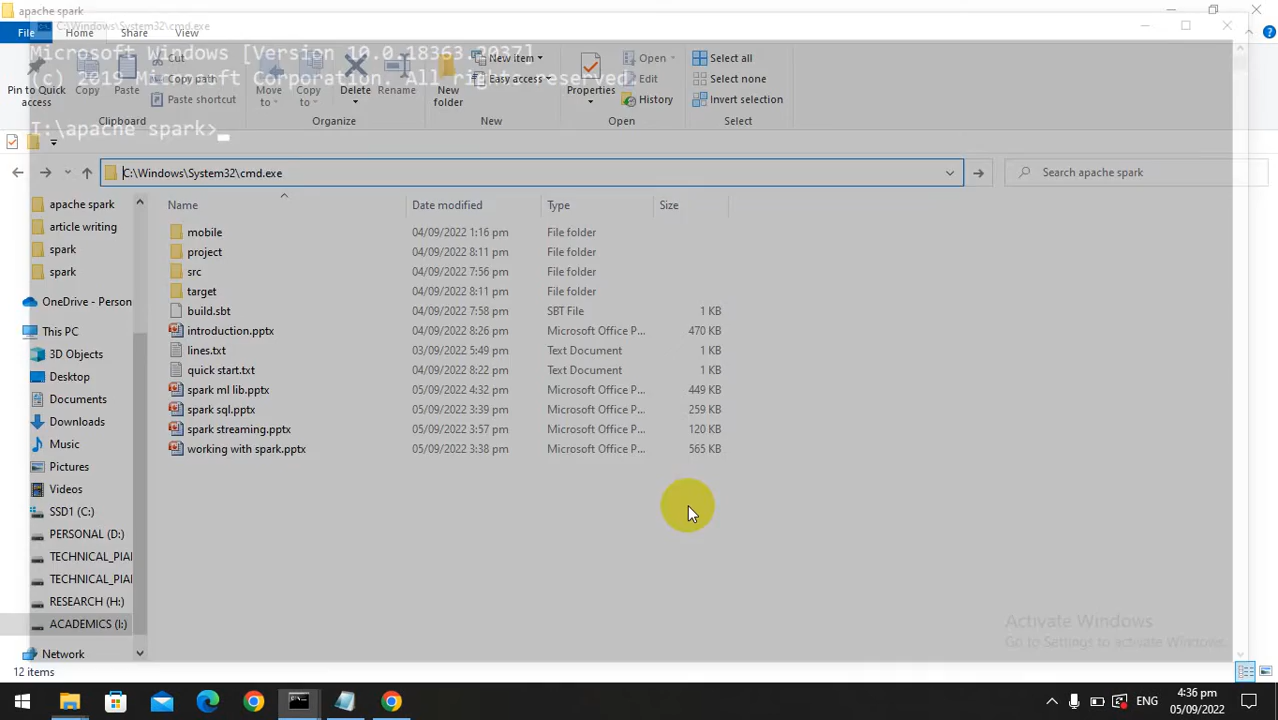 apache spark
C:\Windows\System32\cmd.exe
File Home Share View
Microsoft Windows [Version 10.0.18363.2037]
(c) 2019 Microsoft Corporation. All rights reserved.
I:\apache spark>
Pin to Quick access
Copy
Paste
Cut
Copy path
Paste shortcut
Clipboard
Move to
Copy to
Delete
Rename
Organize
New folder
New item
Easy access
New
Properties
Open
Edit
History
Open
Select all
Select none
Invert selection
Select
C:\Windows\System32\cmd.exe
Search apache spark
apache spark
article writing
spark
spark
OneDrive - Person
This PC
3D Objects
Desktop
Documents
Downloads
Music
Pictures
Videos
SSD1 (C:)
PERSONAL (D:)
TECHNICAL_PIA
TECHNICAL_PIA
RESEARCH (H:)
ACADEMICS (I:)
Network
Name Date modified Type Size
mobile 04/09/2022 1:16 pm File folder
project 04/09/2022 8:11 pm File folder
src 04/09/2022 7:56 pm File folder
target 04/09/2022 8:11 pm File folder
build.sbt 04/09/2022 7:58 pm SBT File 1 KB
introduction.pptx 04/09/2022 8:26 pm Microsoft Office P... 470 KB
lines.txt 03/09/2022 5:49 pm Text Document 1 KB
quick start.txt 04/09/2022 8:22 pm Text Document 1 KB
spark ml lib.pptx 05/09/2022 4:32 pm Microsoft Office P... 449 KB
spark sql.pptx 05/09/2022 3:39 pm Microsoft Office P... 259 KB
spark streaming.pptx 05/09/2022 3:57 pm Microsoft Office P... 120 KB
working with spark.pptx 05/09/2022 3:38 pm Microsoft Office P... 565 KB
Activate Windows
Go to Settings to activate Windows.
12 items
ENG
4:36 pm
05/09/2022